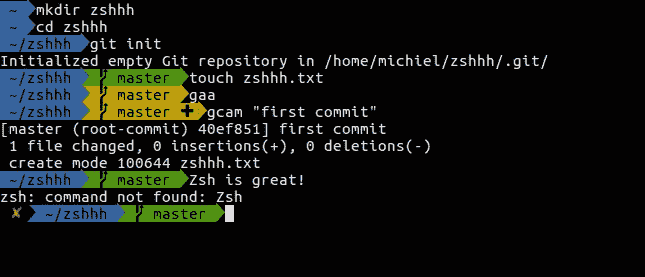 ~ mkdir zshhh
~ cd zshhh
~/zshhh git init
Initialized empty Git repository in /home/michiel/zshhh/.git/
~/zshhh master touch zshhh.txt
~/zshhh master gaa
~/zshhh master ✚ gcam "first commit"
[master (root-commit) 40ef851] first commit
1 file changed, 0 insertions(+), 0 deletions(-)
create mode 100644 zshhh.txt
~/zshhh master Zsh is great!
zsh: command not found: Zsh
✘ ~/zshhh master